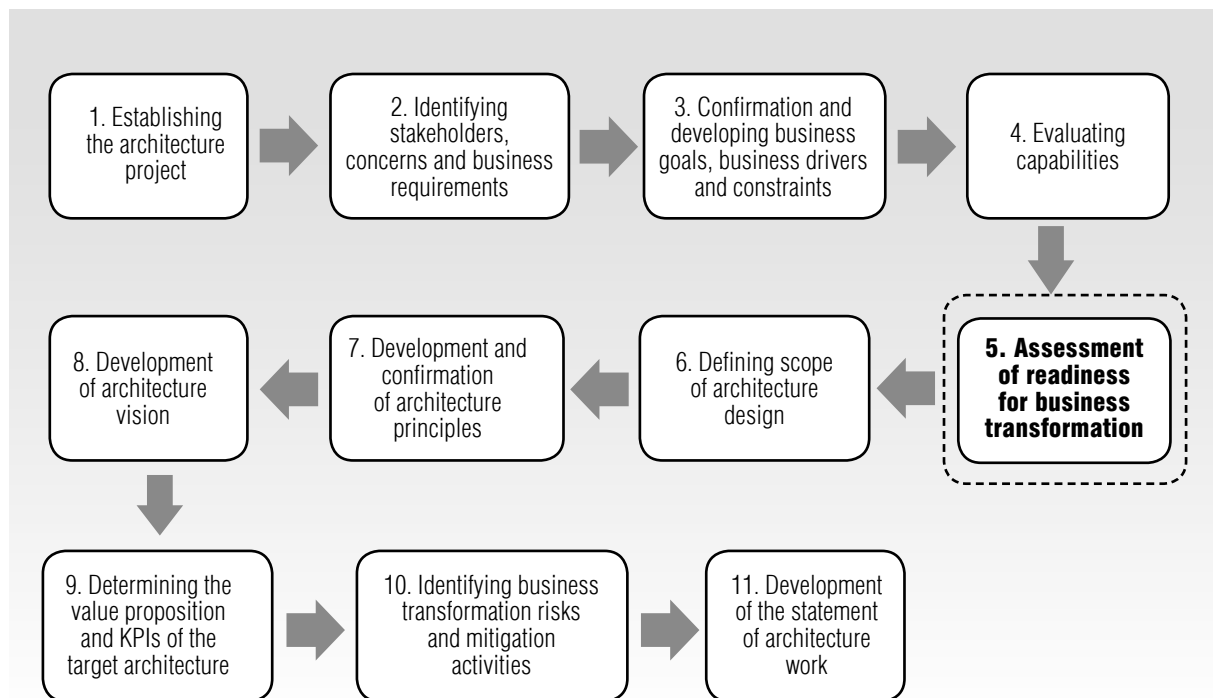 1. Establishing
the architecture
project
2. Identifying
stakeholders,
concerns and business
requirements
3. Confirmation and
developing business
goals, business drivers
and constraints
4. Evaluating
capabilities
5. Assessment
of readiness
for business
transformation
6. Defining scope
of architecture
design
7. Development and
confirmation
of architecture
principles
8. Development
of architecture
vision
9. Determining the
value proposition
and KPIs of the
target architecture
10. Identifying business
transformation risks
and mitigation
activities
11. Development
of the statement
of architecture
work